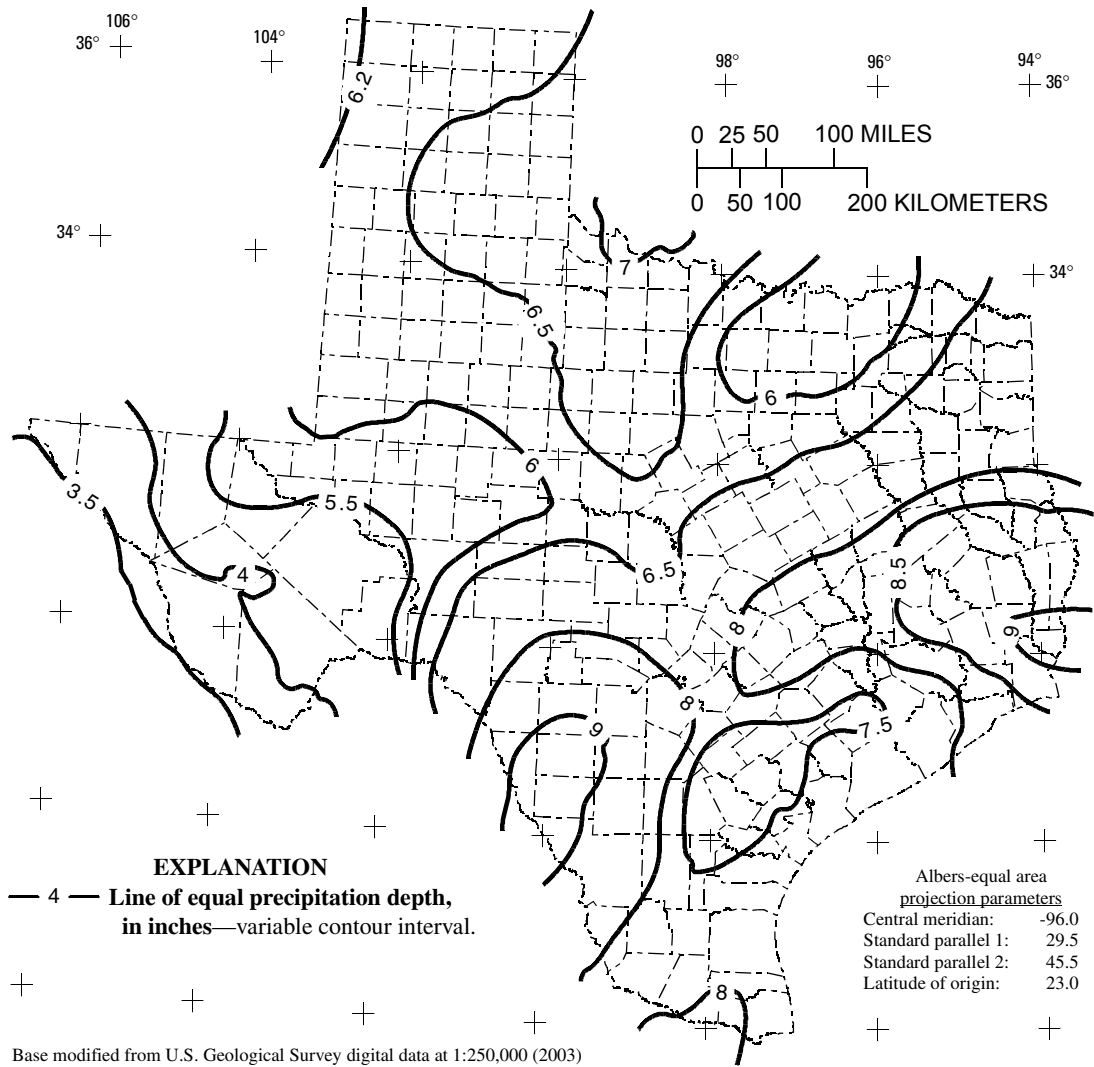 106°
36°
104°
98°
96°
94°
36°
6.2
0 25 50 100 MILES
0 50 100 200 KILOMETERS
34°
7
34°
6.5
6
6
3.5
5.5
4
6.5
8.5
8
9
8
9
7.5
EXPLANATION
4 Line of equal precipitation depth,
in inches—variable contour interval.
Albers-equal area
projection parameters
Central meridian: -96.0
Standard parallel 1: 29.5
Standard parallel 2: 45.5
Latitude of origin: 23.0
8
Base modified from U.S. Geological Survey digital data at 1:250,000 (2003)